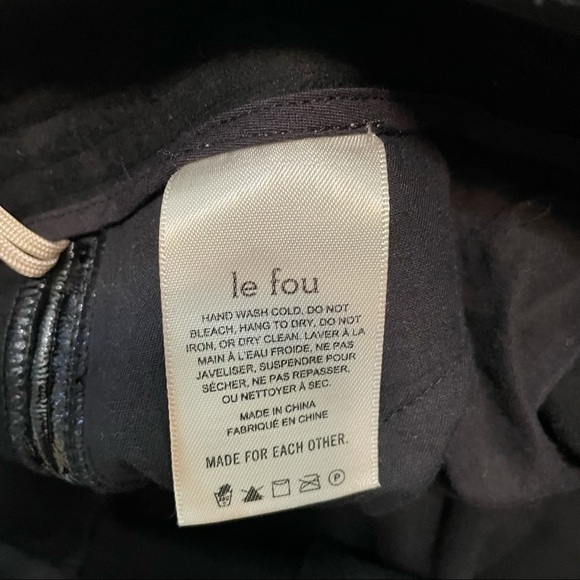 le fou
HAND WASH COLD, DO NOT
BLEACH, HANG TO DRY, DO NOT
IRON, OR DRY CLEAN. LAVER À LA
MAIN À L'EAU FROIDE, NE PAS
JAVELISER, SUSPENDRE POUR
SÉCHER, NE PAS REPASSER,
OU NETTOYER À SEC.
MADE IN CHINA
FABRIQUÉ EN CHINE
MADE FOR EACH OTHER.
P